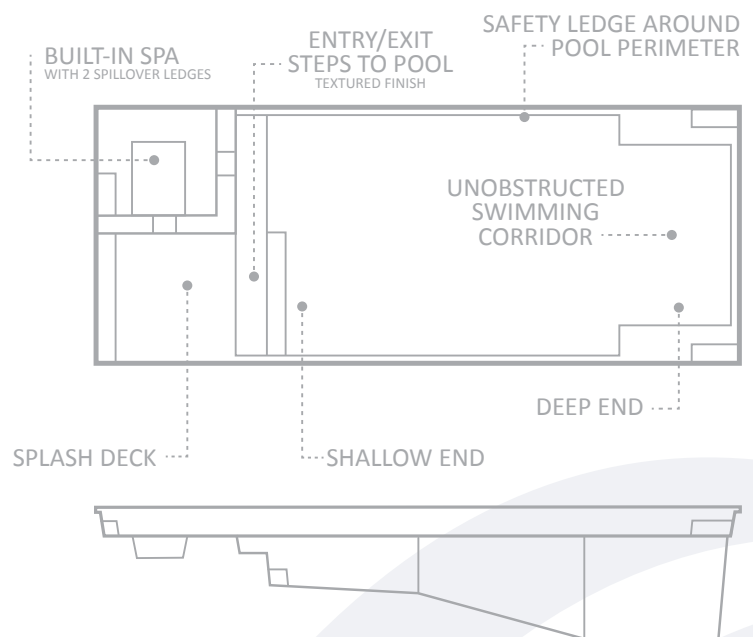 BUILT-IN SPA
WITH 2 SPILLOVER LEDGES
ENTRY/EXIT
STEPS TO POOL
TEXTURED FINISH
SAFETY LEDGE AROUND
POOL PERIMETER
UNOBSTRUCTED
SWIMMING
CORRIDOR
DEEP END
SPLASH DECK
SHALLOW END